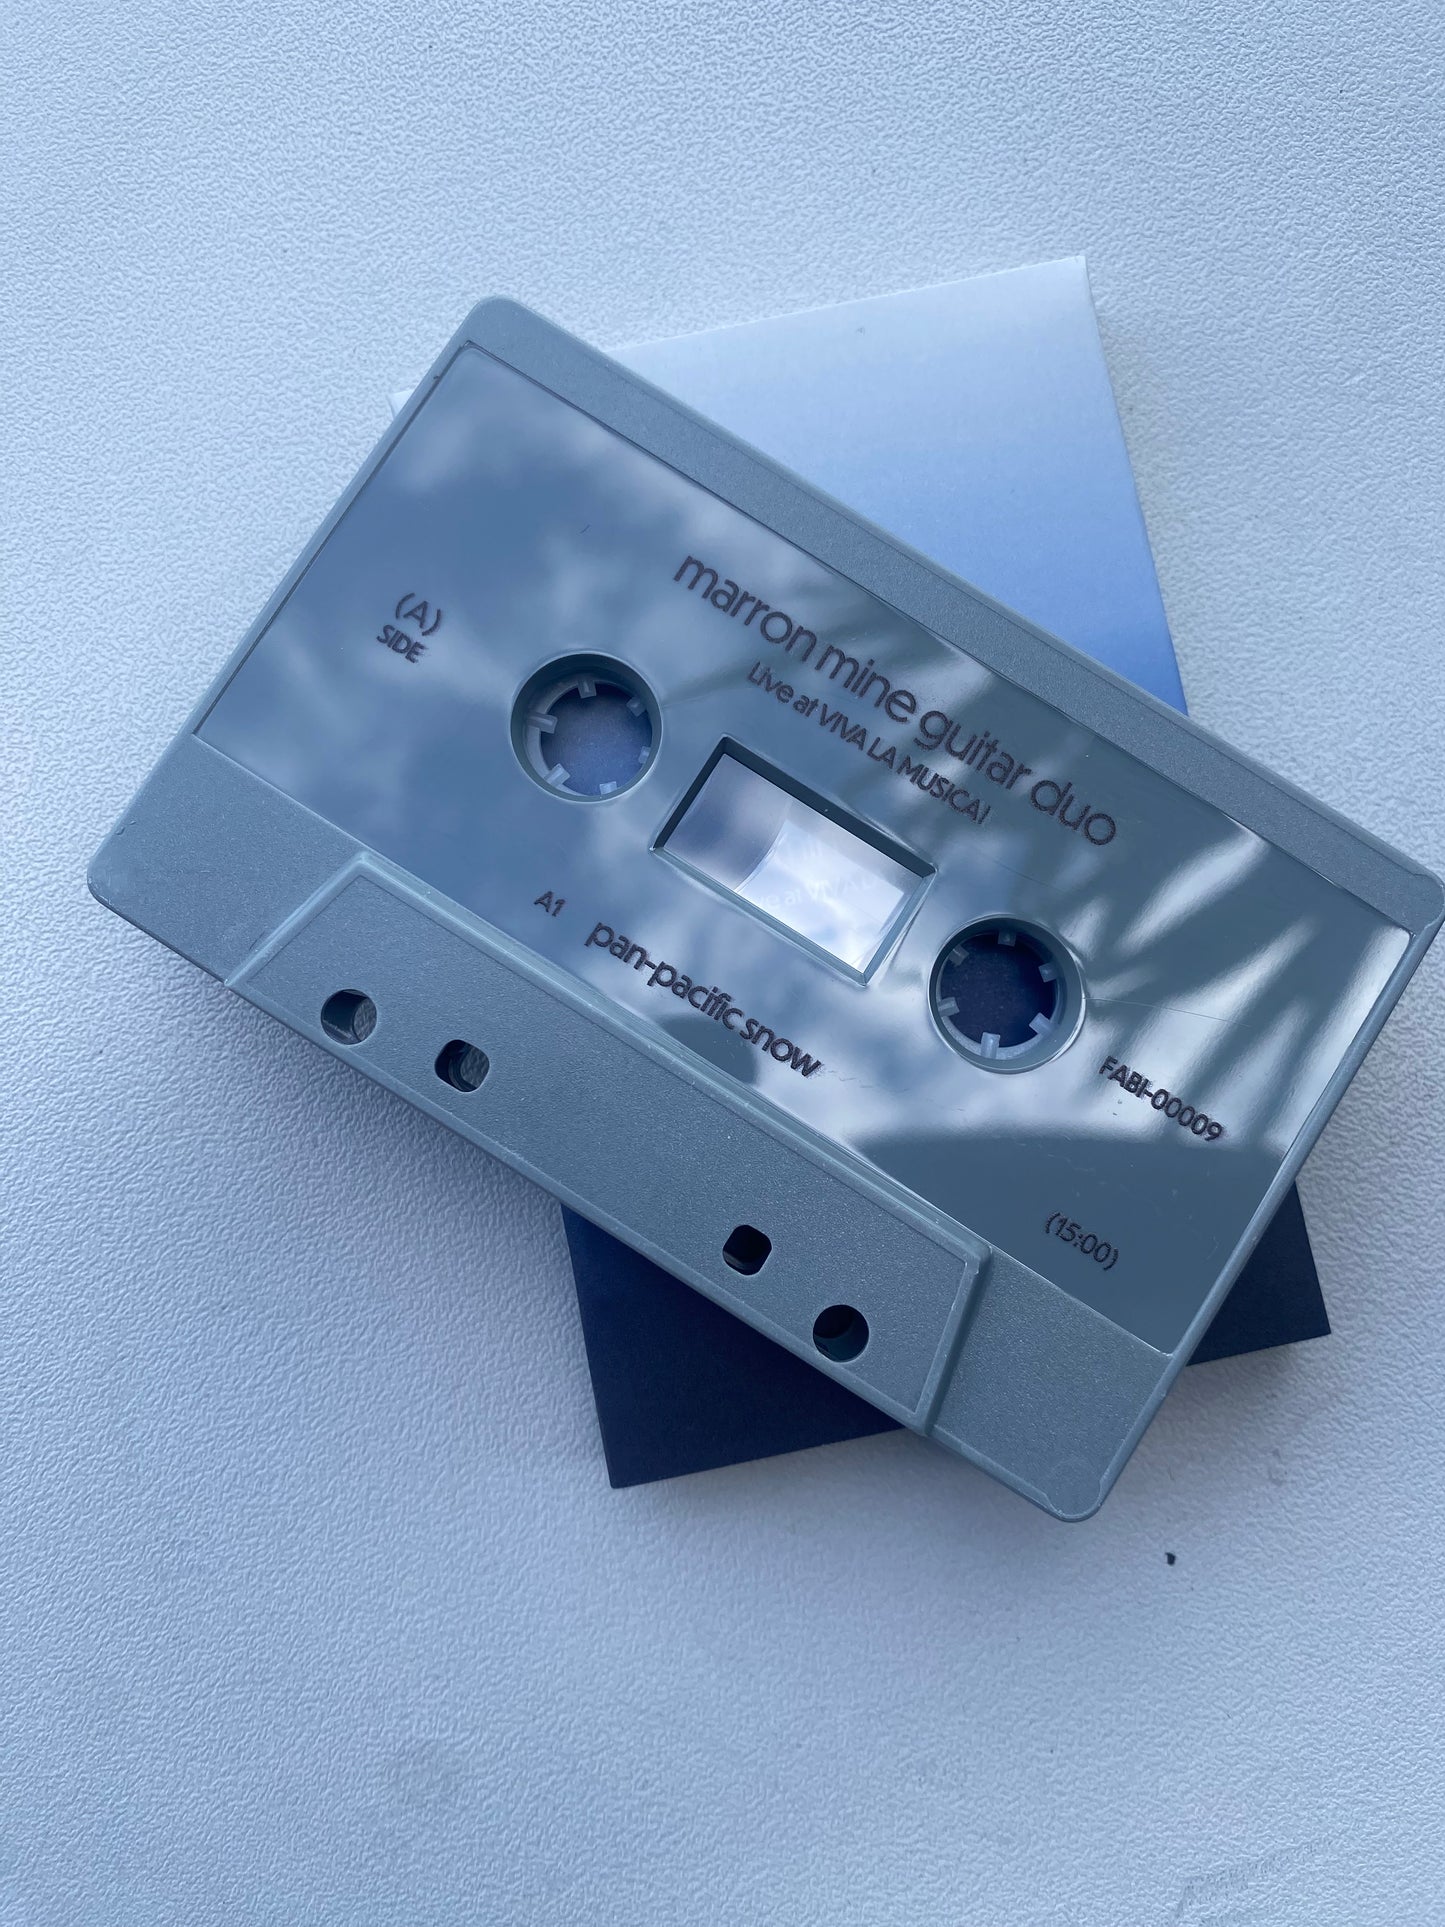 marron mine guitar duo
Live at VIVA LA MUSICA!
(A)
SIDE
A1 pan-pacific snow
FABI-00009
(15:00)